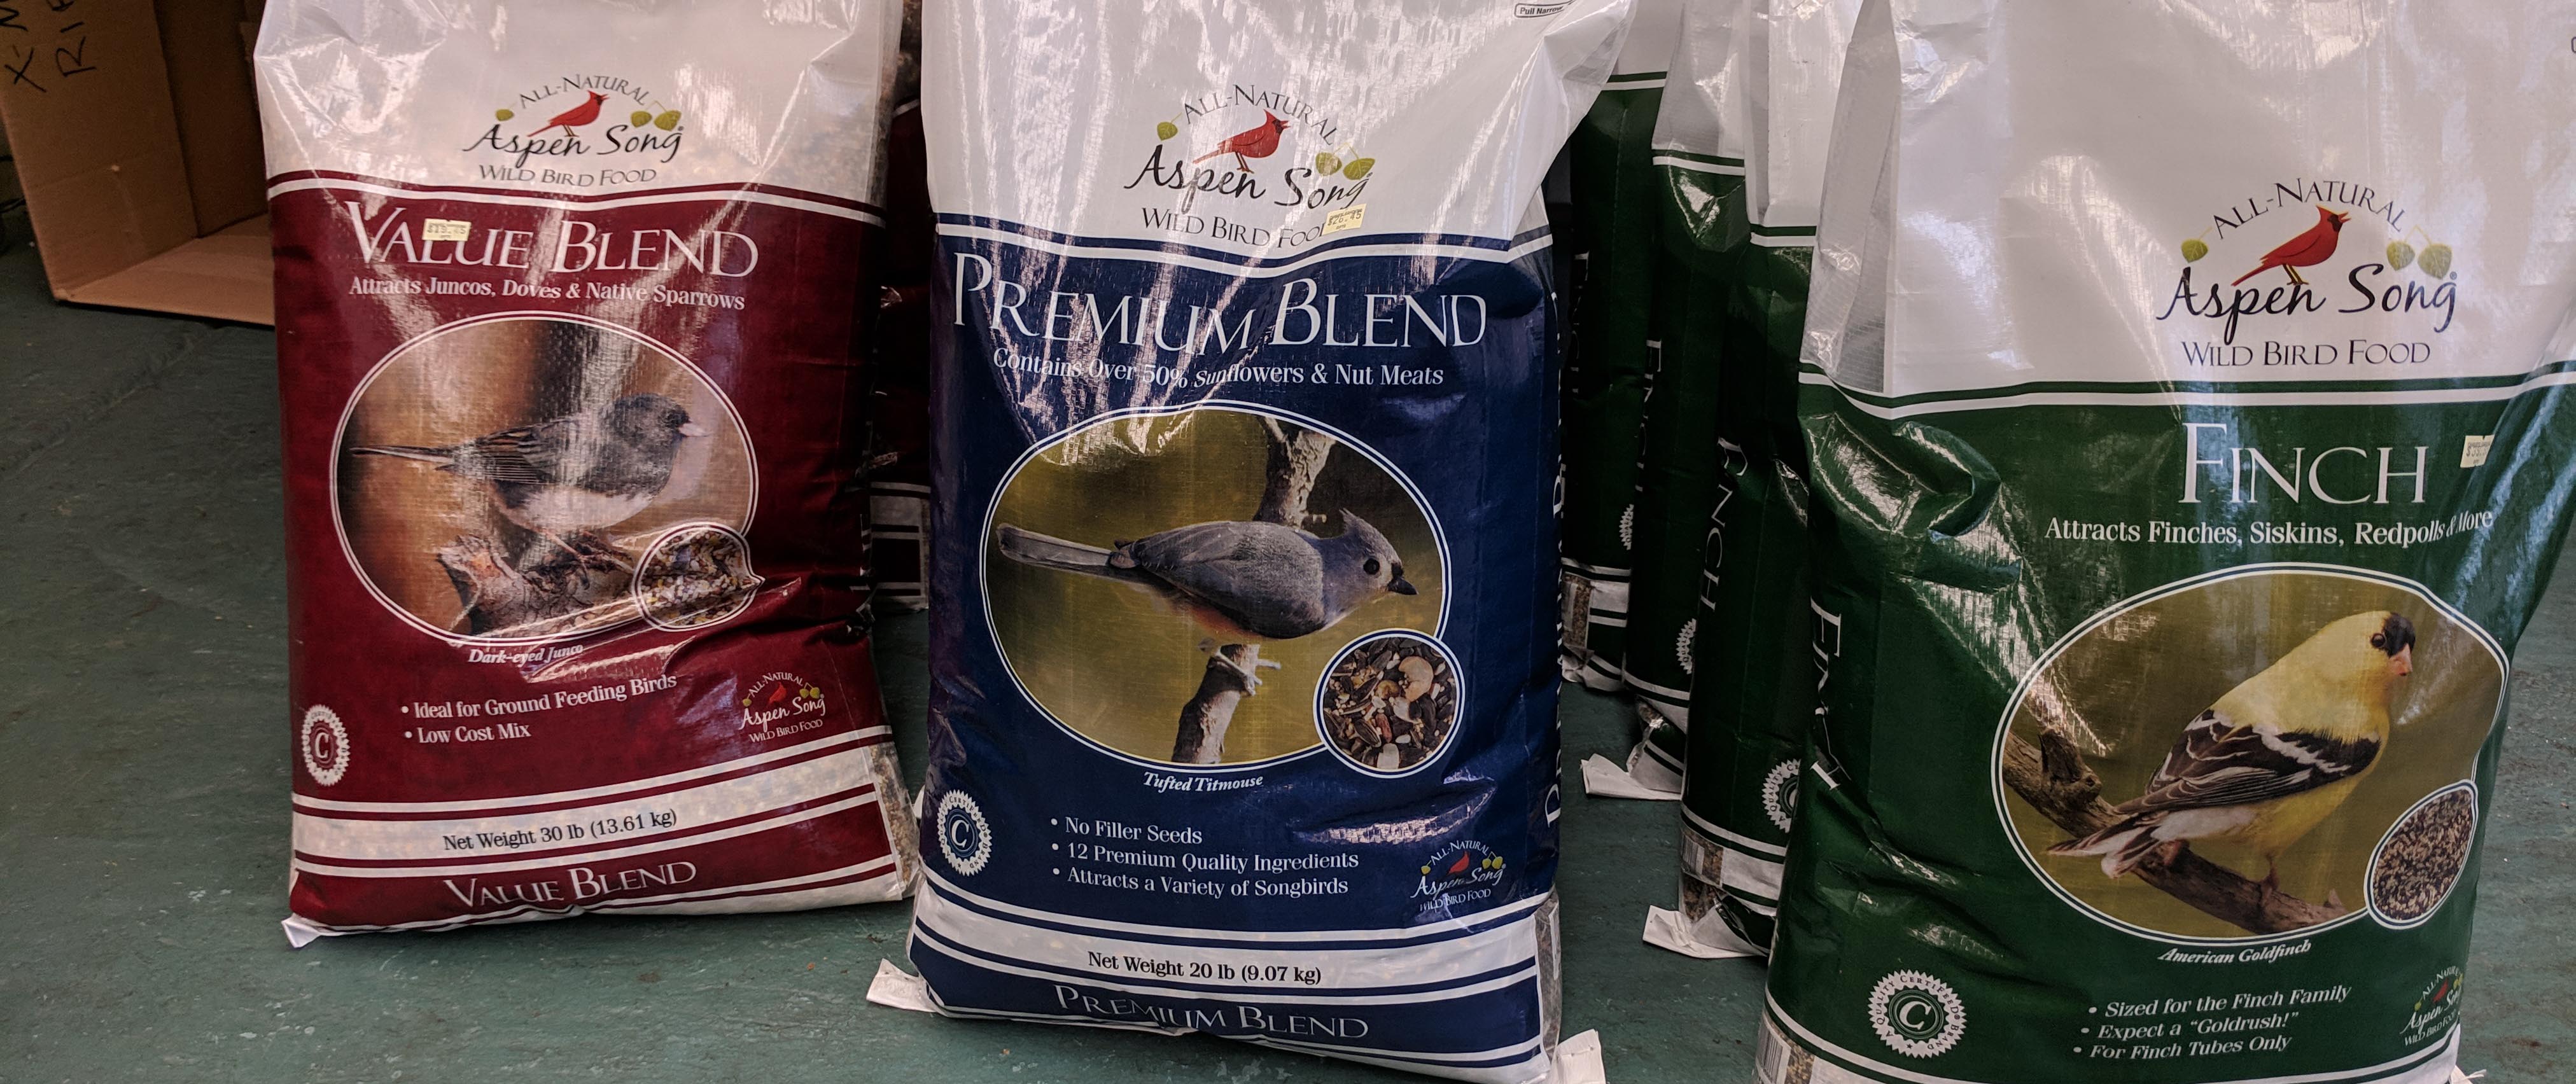 ALL-NATURAL
Aspen Song
WILD BIRD FOOD
VALUE BLEND
Attracts Juncos, Doves & Native Sparrows
Dark-eyed Junco
• Ideal for Ground Feeding Birds
• Low Cost Mix
C
ALL-NATURAL
Aspen Song
WILD BIRD FOOD
Net Weight 30 lb (13.61 kg)
VALUE BLEND
ALL-NATURAL
Aspen Song
WILD BIRD FOOD
$26.45
PREMIUM BLEND
Contains Over 50% Sunflowers & Nut Meats
Tufted Titmouse
• No Filler Seeds
• 12 Premium Quality Ingredients
• Attracts a Variety of Songbirds
C
ALL-NATURAL
Aspen Song
WILD BIRD FOOD
Net Weight 20 lb (9.07 kg)
PREMIUM BLEND
FINCH
FINCH
ALL-NATURAL
Aspen Song®
WILD BIRD FOOD
FINCH
Attracts Finches, Siskins, Redpolls & More
FINCH
American Goldfinch
• Sized for the Finch Family
• Expect a “Goldrush!”
• For Finch Tubes Only
C
Aspen Song
WILD BIRD FOOD